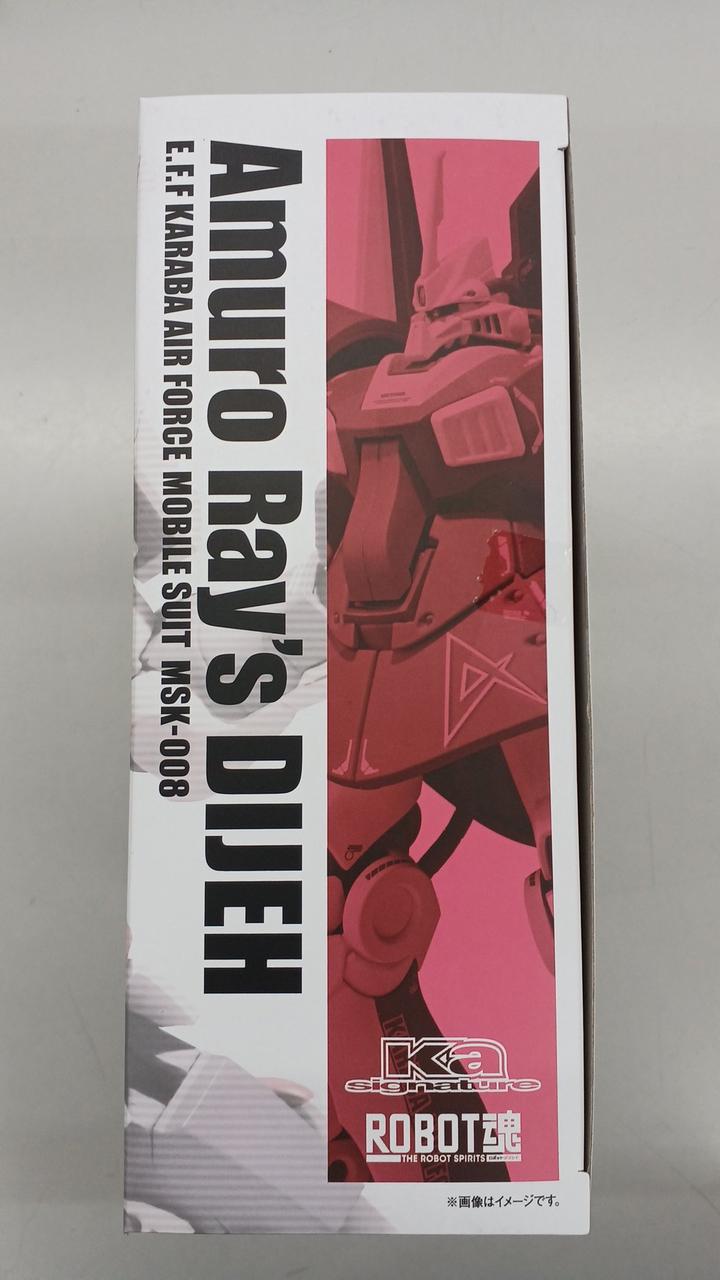 Amuro Ray's DIJEH
E.F.F KARABA AIR FORCE MOBILE SUIT MSK-008
Ka
signature
ROBOT魂
THE ROBOT SPIRITS
※画像はイメージです。